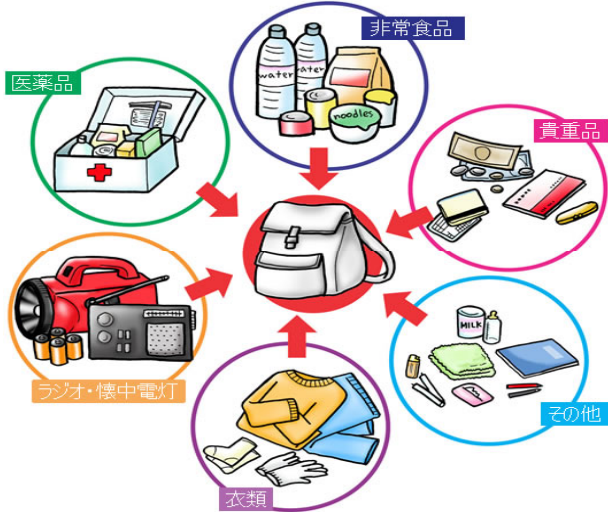 非常食品
water
water
noodles
医薬品
貴重品
ラジオ・懐中電灯
MILK
その他
衣類